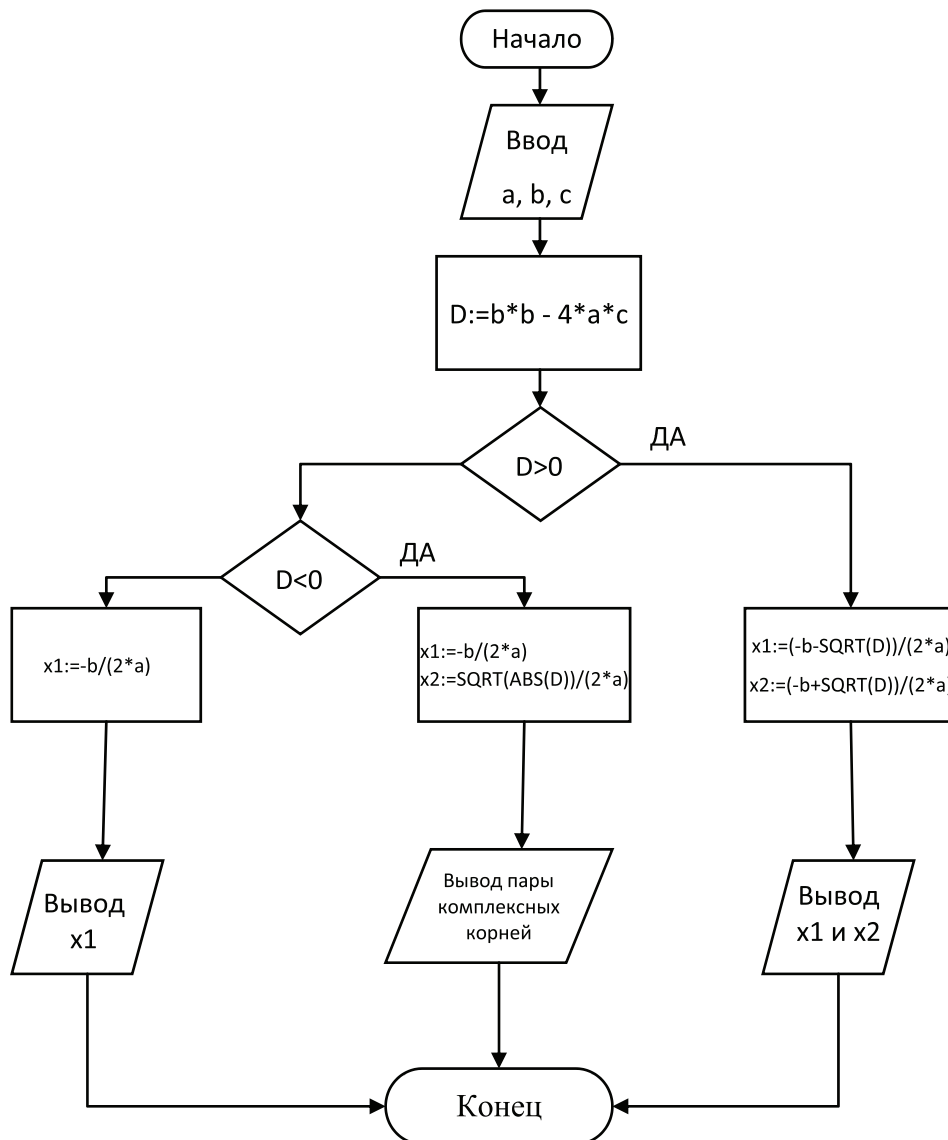 Начало
Ввод
a, b, c
D:=b*b - 4*a*c
D>0
ДА
D<0
ДА
x1:=-b/(2*a)
x1:=-b/(2*a)
x2:=SQRT(ABS(D))/(2*a)
x1:=(-b-SQRT(D))/(2*a)
x2:=(-b+SQRT(D))/(2*a)
Вывод
x1
Вывод пары
комплексных
корней
Вывод
x1 и x2
Конец